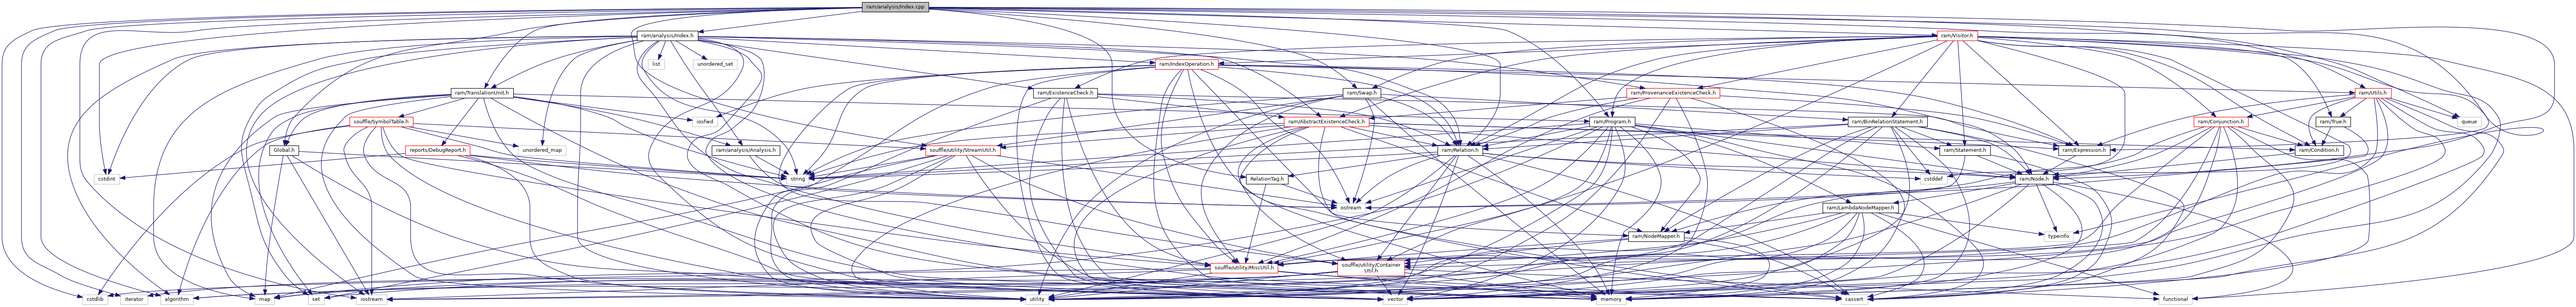 ram/analysis/Index.cpp
ram/analysis/Index.h
ram/Visitor.h
list
unordered_set
ram/IndexOperation.h
ram/TranslationUnit.h
ram/ExistenceCheck.h
ram/Swap.h
ram/ProvenanceExistenceCheck.h
ram/Utils.h
souffle/SymbolTable.h
iosfwd
ram/AbstractExistenceCheck.h
ram/Program.h
ram/BinRelationStatement.h
ram/Conjunction.h
ram/True.h
queue
Global.h
reports/DebugReport.h
unordered_map
ram/analysis/Analysis.h
souffle/utility/StreamUtil.h
ram/Relation.h
ram/Statement.h
ram/Expression.h
ram/Condition.h
cstdint
string
RelationTag.h
cstddef
ram/Node.h
ostream
ram/LambdaNodeMapper.h
ram/NodeMapper.h
typeinfo
souffle/utility/MiscUtil.h
souffle/utility/Container
Util.h
cstdlib
iterator
algorithm
map
set
iostream
utility
vector
memory
cassert
functional